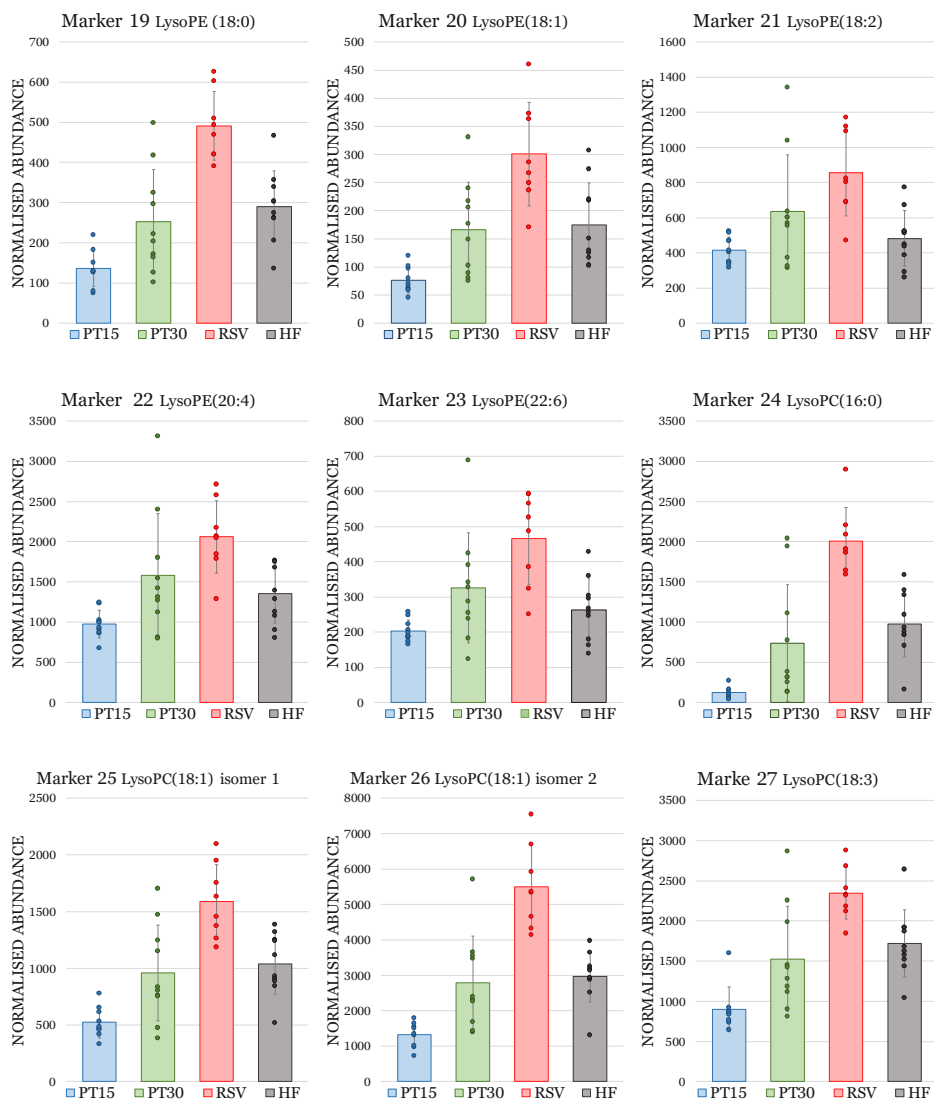 Marker 19 LysoPE (18:0)
NORMALISED ABUNDANCE
700
600
500
400
300
200
100
0
PT15 PT30 RSV HF
Marker 20 LysoPE(18:1)
NORMALISED ABUNDANCE
500
450
400
350
300
250
200
150
100
50
0
PT15 PT30 RSV HF
Marker 21 LysoPE(18:2)
NORMALISED ABUNDANCE
1600
1400
1200
1000
800
600
400
200
0
PT15 PT30 RSV HF
Marker 22 LysoPE(20:4)
NORMALISED ABUNDANCE
3500
3000
2500
2000
1500
1000
500
0
PT15 PT30 RSV HF
Marker 23 LysoPE(22:6)
NORMALISED ABUNDANCE
800
700
600
500
400
300
200
100
0
PT15 PT30 RSV HF
Marker 24 LysoPC(16:0)
NORMALISED ABUNDANCE
3500
3000
2500
2000
1500
1000
500
0
PT15 PT30 RSV HF
Marker 25 LysoPC(18:1) isomer 1
NORMALISED ABUNDANCE
2500
2000
1500
1000
500
0
PT15 PT30 RSV HF
Marker 26 LysoPC(18:1) isomer 2
NORMALISED ABUNDANCE
8000
7000
6000
5000
4000
3000
2000
1000
0
PT15 PT30 RSV HF
Marke 27 LysoPC(18:3)
NORMALISED ABUNDANCE
3500
3000
2500
2000
1500
1000
500
0
PT15 PT30 RSV HF